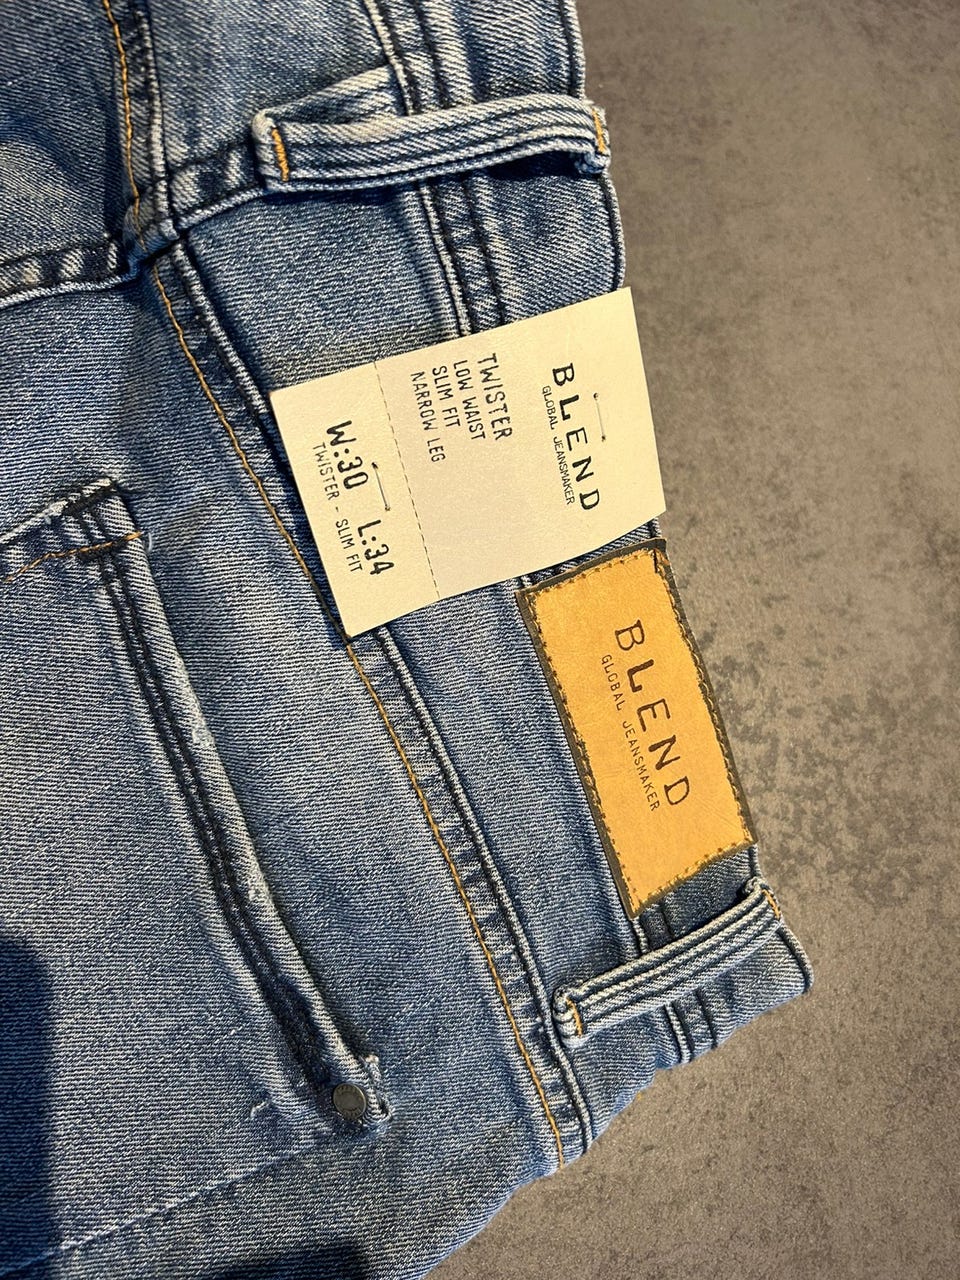 BLEND
GLOBAL JEANSMAKER
TWISTER
LOW WAIST
SLIM FIT
NARROW LEG
W:30 L:34
TWISTER - SLIM FIT
BLEND
GLOBAL JEANSMAKER